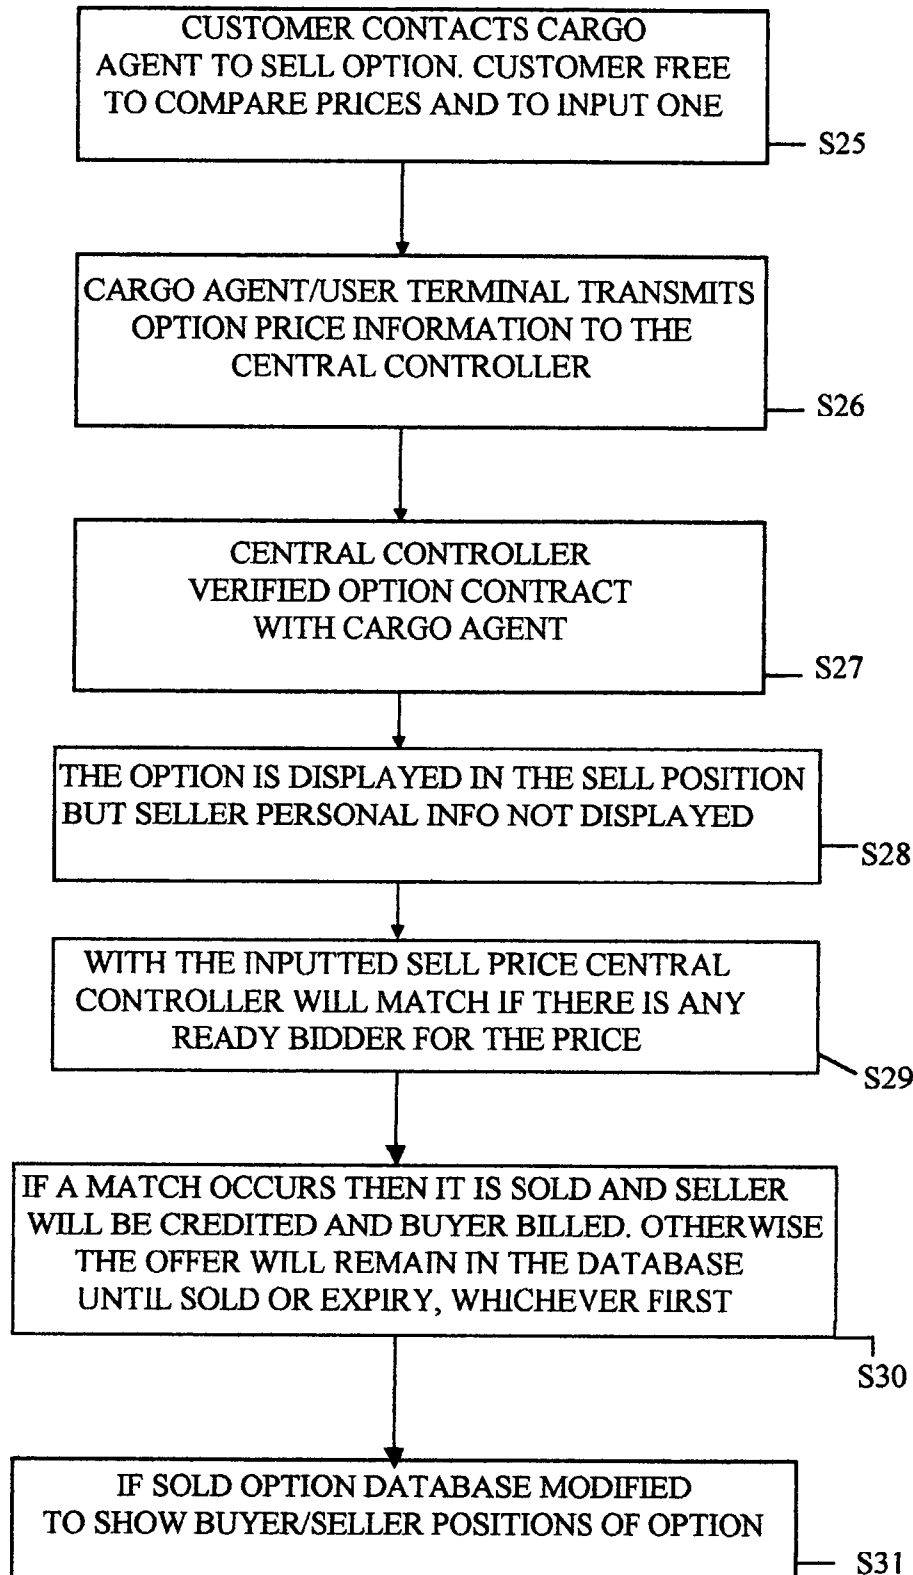 CUSTOMER CONTACTS CARGO
AGENT TO SELL OPTION. CUSTOMER FREE
TO COMPARE PRICES AND TO INPUT ONE
S25
CARGO AGENT/USER TERMINAL TRANSMITS
OPTION PRICE INFORMATION TO THE
CENTRAL CONTROLLER
S26
CENTRAL CONTROLLER
VERIFIED OPTION CONTRACT
WITH CARGO AGENT
S27
THE OPTION IS DISPLAYED IN THE SELL POSITION
BUT SELLER PERSONAL INFO NOT DISPLAYED
S28
WITH THE INPUTTED SELL PRICE CENTRAL
CONTROLLER WILL MATCH IF THERE IS ANY
READY BIDDER FOR THE PRICE
S29
IF A MATCH OCCURS THEN IT IS SOLD AND SELLER
WILL BE CREDITED AND BUYER BILLED. OTHERWISE
THE OFFER WILL REMAIN IN THE DATABASE
UNTIL SOLD OR EXPIRY, WHICHEVER FIRST
S30
IF SOLD OPTION DATABASE MODIFIED
TO SHOW BUYER/SELLER POSITIONS OF OPTION
S31